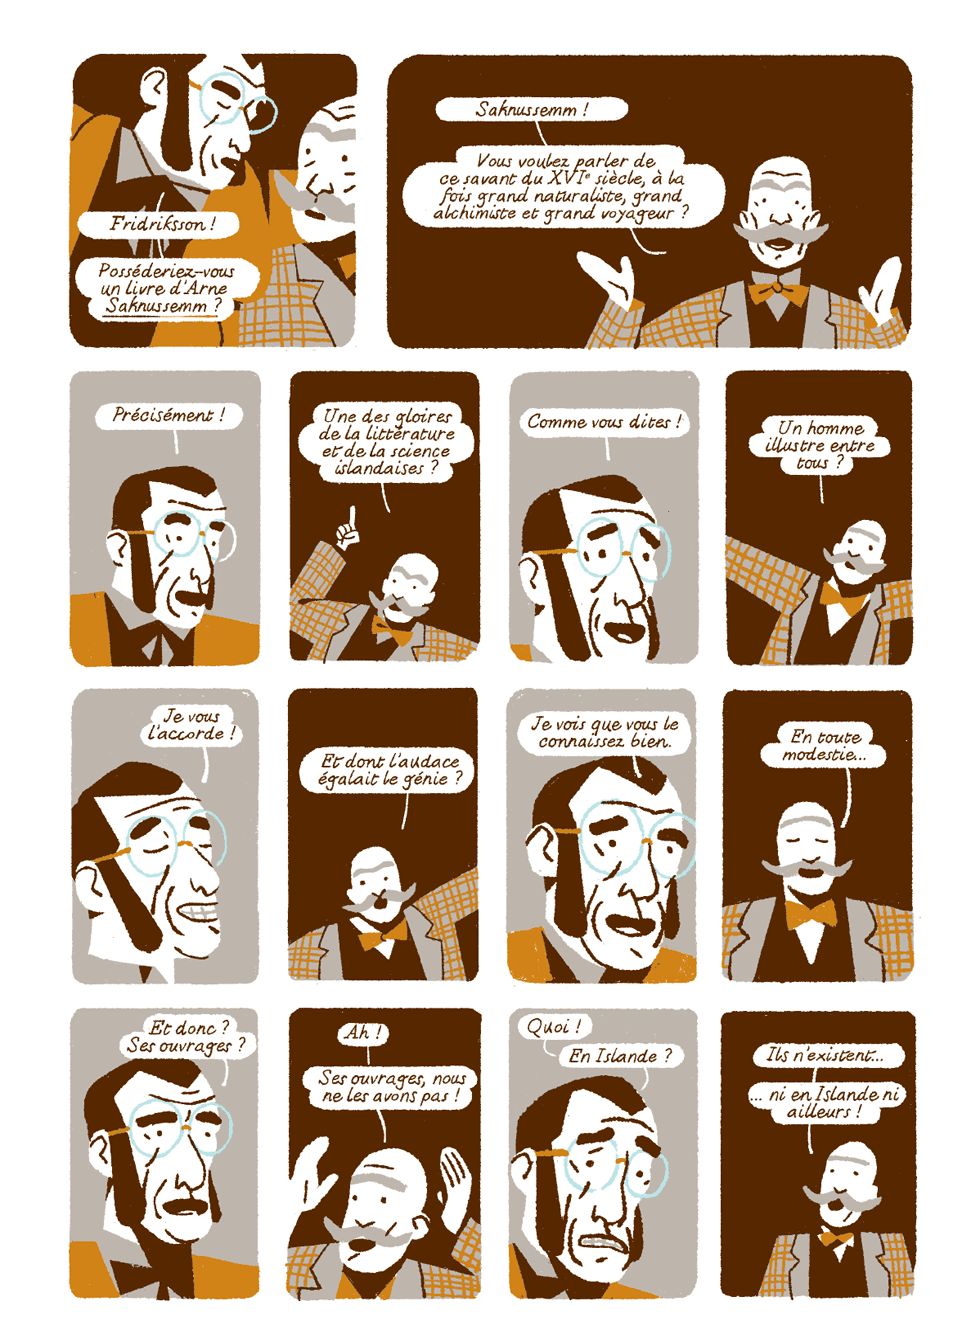 Fridriksson !
Posséderiez-vous
un livre d'Arne
Saknussemm ?
Saknussemm !
Vous voulez parler de
ce savant du XVIe siècle, à la
fois grand naturaliste, grand
alchimiste et grand voyageur ?
Précisément !
Une des gloires
de la littérature
et de la science
islandaises ?
Comme vous dites !
Un homme
illustre entre
tous ?
Je vous
l'accorde !
Et dont l'audace
égalait le génie ?
Je vois que vous le
connaissez bien.
En toute
modestie...
Et donc ?
Ses ouvrages ?
Ah !
Ses ouvrages, nous
ne les avons pas !
Quoi !
En Islande ?
Ils n'existent...
... ni en Islande ni
ailleurs !